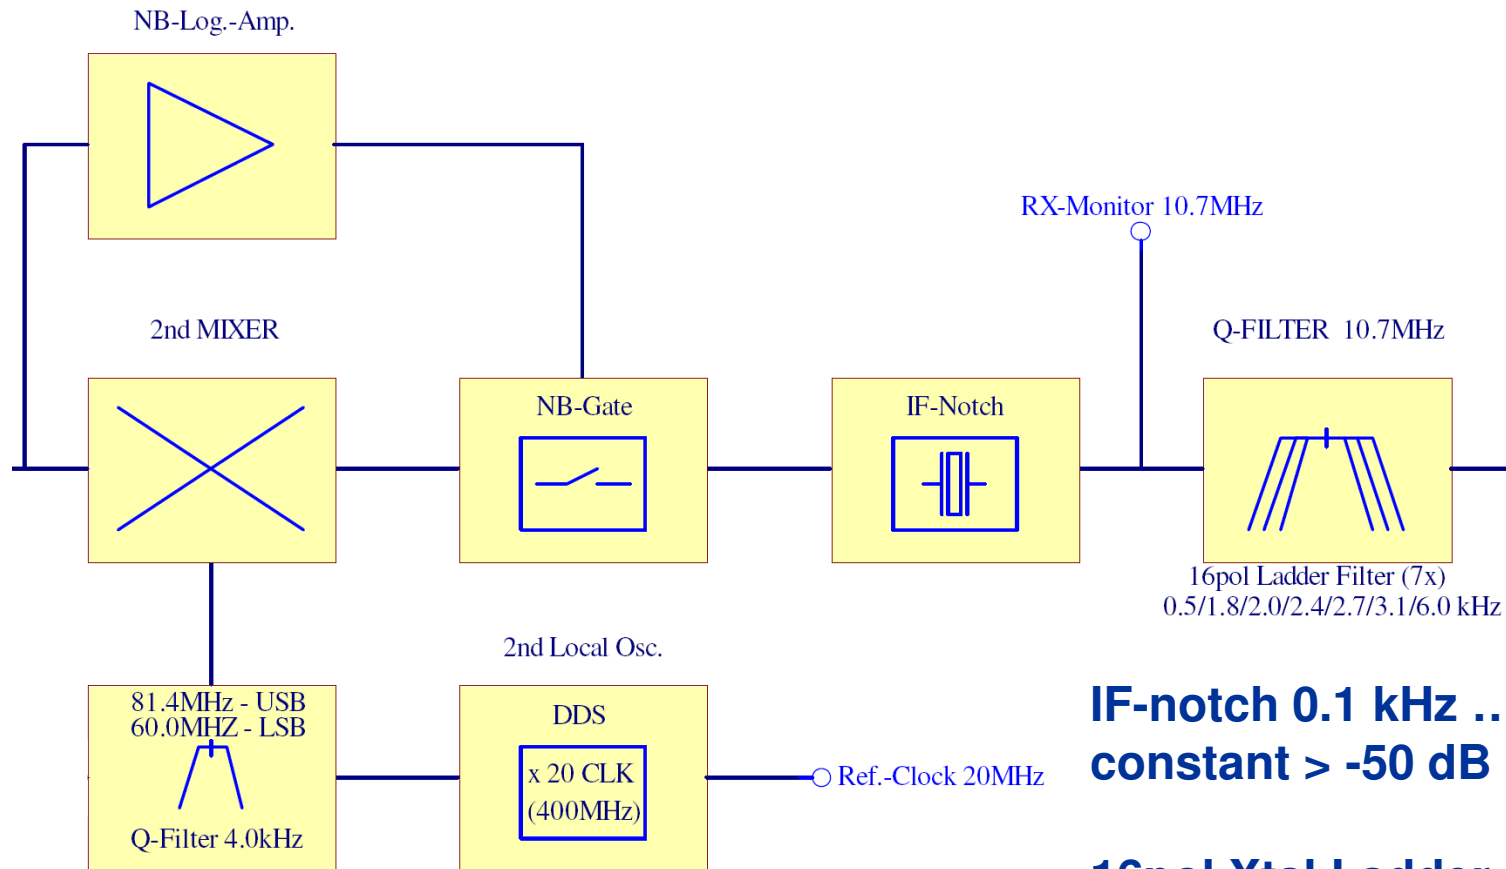 NB-Log.-Amp.
RX-Monitor 10.7MHz
2nd MIXER
Q-FILTER 10.7MHz
NB-Gate
IF-Notch
16pol Ladder Filter (7x)
0.5/1.8/2.0/2.4/2.7/3.1/6.0 kHz
2nd Local Osc.
81.4MHz - USB
60.0MHZ - LSB
Q-Filter 4.0kHz
DDS
x 20 CLK
(400MHz)
Ref.-Clock 20MHz
IF-notch 0.1 kHz ..
constant > -50 dB
16pol Xtal Ladder